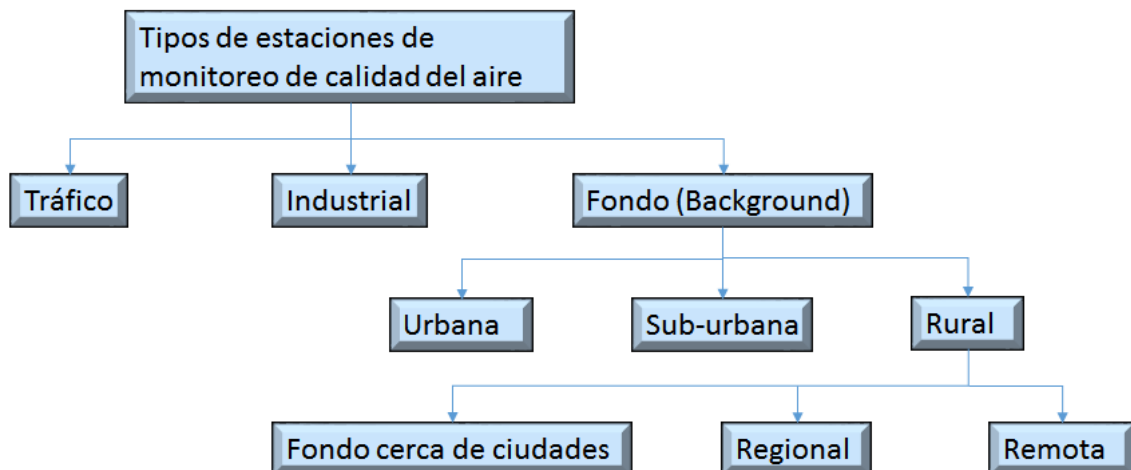 Tipos de estaciones de
monitoreo de calidad del aire
Tráfico
Industrial
Fondo (Background)
Urbana
Sub-urbana
Rural
Fondo cerca de ciudades
Regional
Remota